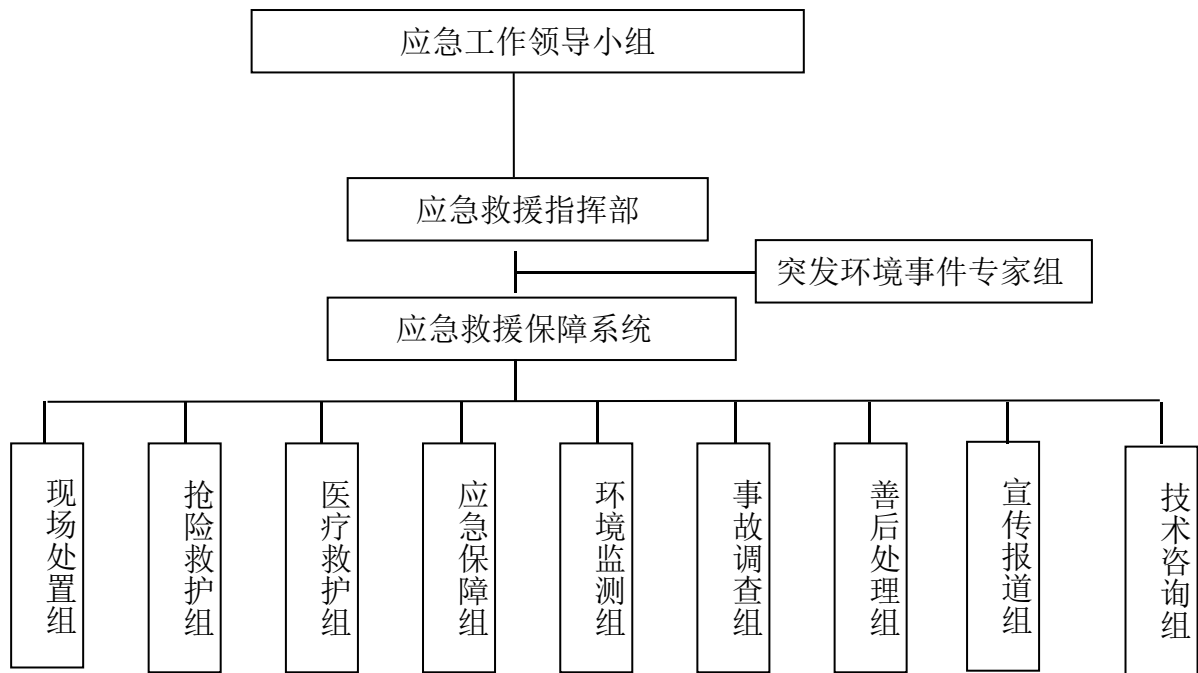 应急工作领导小组
应急救援指挥部
突发环境事件专家组
应急救援保障系统
现场处置组
抢险救护组
医疗救护组
应急保障组
环境监测组
事故调查组
善后处理组
宣传报道组
技术咨询组